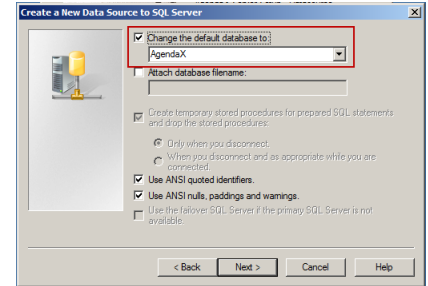 Create a New Data Source to SQL Server
Change the default database to:
AgendaX
Attach database filename:
Create temporary stored procedures for prepared SQL statements
and drop the stored procedures:
Only when you disconnect.
When you disconnect and as appropriate while you are
connected.
Use ANSI quoted identifiers.
Use ANSI nulls, paddings and warnings.
Use the failover SQL Server if the primary SQL Server is not
available.
< Back
Next >
Cancel
Help